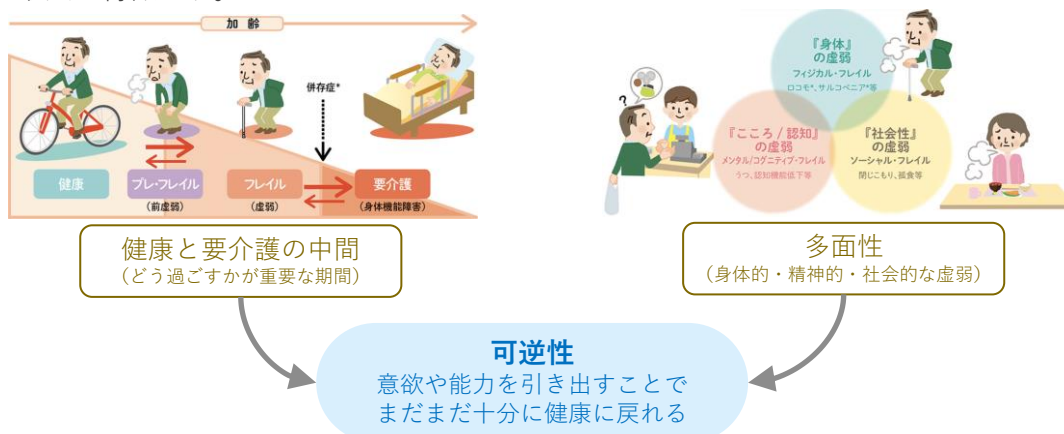 加齢
併存症*
健康
プレ・フレイル
(前虚弱)
フレイル
(虚弱)
要介護
(身体機能障害)
『身体』
の虚弱
フィジカル・フレイル
ロコモ*、サルコペニア*等
?
『こころ / 認知』
の虚弱
メンタル/コグニティブ・フレイル
うつ、認知機能低下等
『社会性』
の虚弱
ソーシャル・フレイル
閉じこもり、孤食等
健康と要介護の中間
(どう過ごすかが重要な期間)
多面性
(身体的・精神的・社会的な虚弱)
可逆性
意欲や能力を引き出すことで
まだまだ十分に健康に戻れる